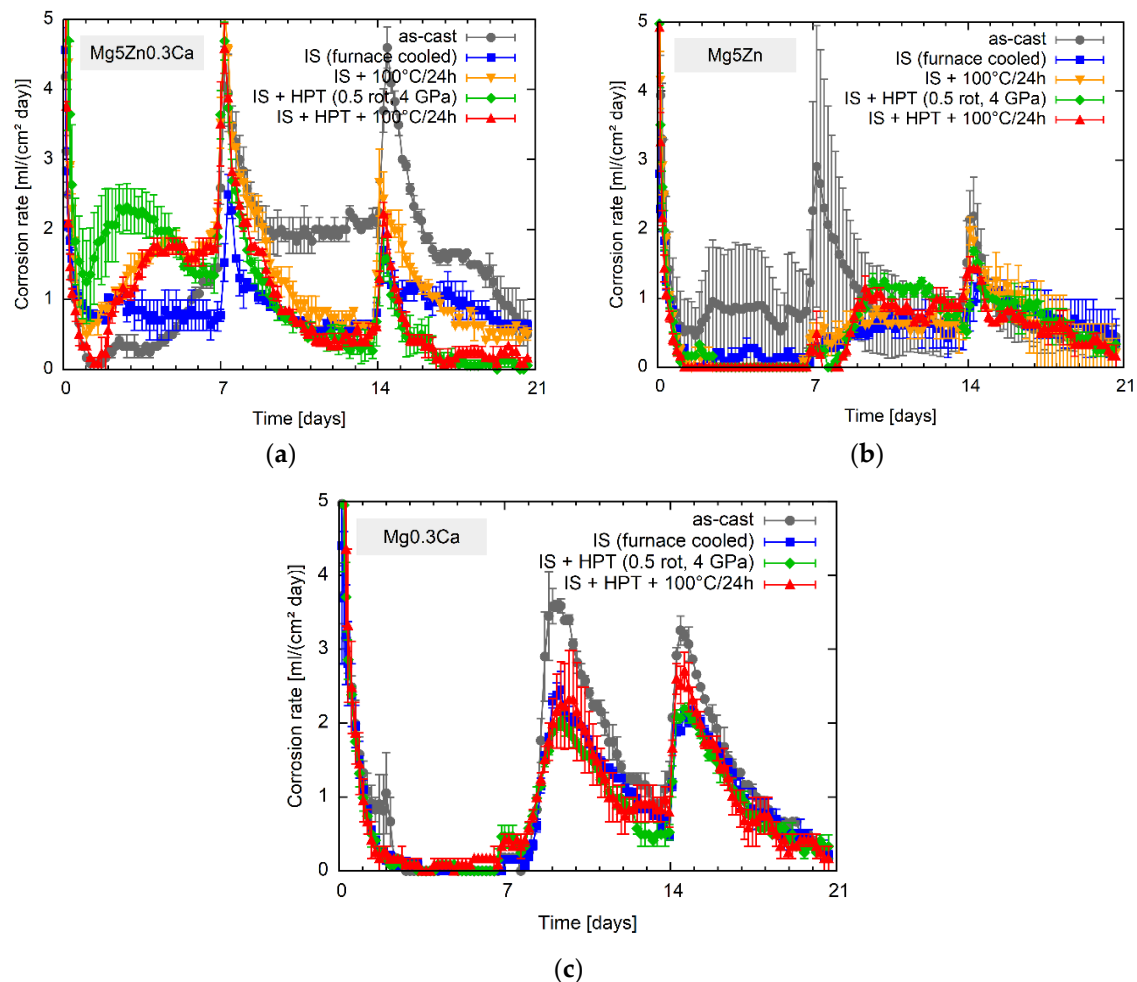 Mg5Zn0.3Ca
as-cast
IS (furnace cooled)
IS + 100°C/24h
IS + HPT (0.5 rot, 4 GPa)
IS + HPT + 100°C/24h
Corrosion rate [ml/(cm² day)]
5
4
3
2
1
0
0
7
14
21
Time [days]
(a)
Mg5Zn
as-cast
IS (furnace cooled)
IS + 100°C/24h
IS + HPT (0.5 rot, 4 GPa)
IS + HPT + 100°C/24h
Corrosion rate [ml/(cm² day)]
5
4
3
2
1
0
0
7
14
21
Time [days]
(b)
Mg0.3Ca
as-cast
IS (furnace cooled)
IS + HPT (0.5 rot, 4 GPa)
IS + HPT + 100°C/24h
Corrosion rate [ml/(cm² day)]
5
4
3
2
1
0
0
7
14
21
Time [days]
(c)